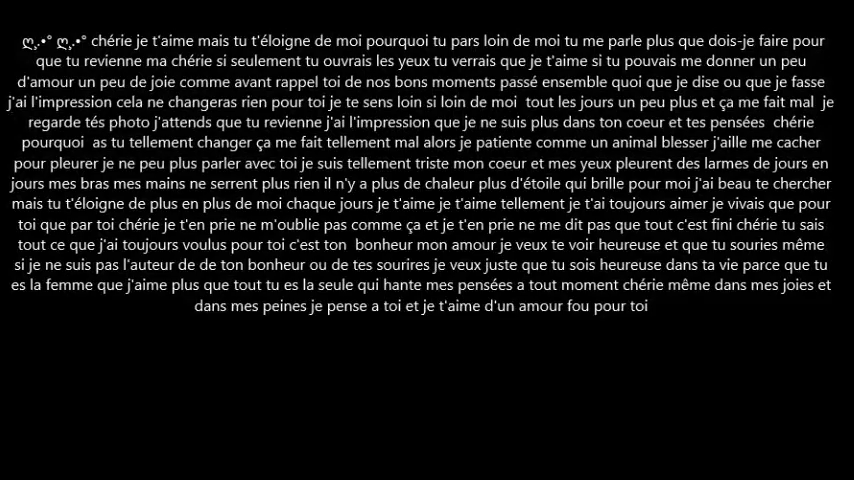 ღ¸.•° ღ¸.•° chérie je t'aime mais tu t'éloigne de moi pourquoi tu pars loin de moi tu me parle plus que dois-je faire pour
que tu revienne ma chérie si seulement tu ouvrais les yeux tu verrais que je t'aime si tu pouvais me donner un peu
d'amour un peu de joie comme avant rappel toi de nos bons moments passé ensemble quoi que je dise ou que je fasse
j'ai l'impression cela ne changeras rien pour toi je te sens loin si loin de moi  tout les jours un peu plus et ça me fait mal  je
regarde tés photo j'attends que tu revienne j'ai l'impression que je ne suis plus dans ton coeur et tes pensées  chérie
pourquoi  as tu tellement changer ça me fait tellement mal alors je patiente comme un animal blesser j'aille me cacher
pour pleurer je ne peu plus parler avec toi je suis tellement triste mon coeur et mes yeux pleurent des larmes de jours en
jours mes bras mes mains ne serrent plus rien il n'y a plus de chaleur plus d'étoile qui brille pour moi j'ai beau te chercher
mais tu t'éloigne de plus en plus de moi chaque jours je t'aime je t'aime tellement je t'ai toujours aimer je vivais que pour
toi que par toi chérie je t'en prie ne m'oublie pas comme ça et je t'en prie ne me dit pas que tout c'est fini chérie tu sais
tout ce que j'ai toujours voulus pour toi c'est ton  bonheur mon amour je veux te voir heureuse et que tu souries même
si je ne suis pas l'auteur de de ton bonheur ou de tes sourires je veux juste que tu sois heureuse dans ta vie parce que tu
es la femme que j'aime plus que tout tu es la seule qui hante mes pensées a tout moment chérie même dans mes joies et
dans mes peines je pense a toi et je t'aime d'un amour fou pour toi